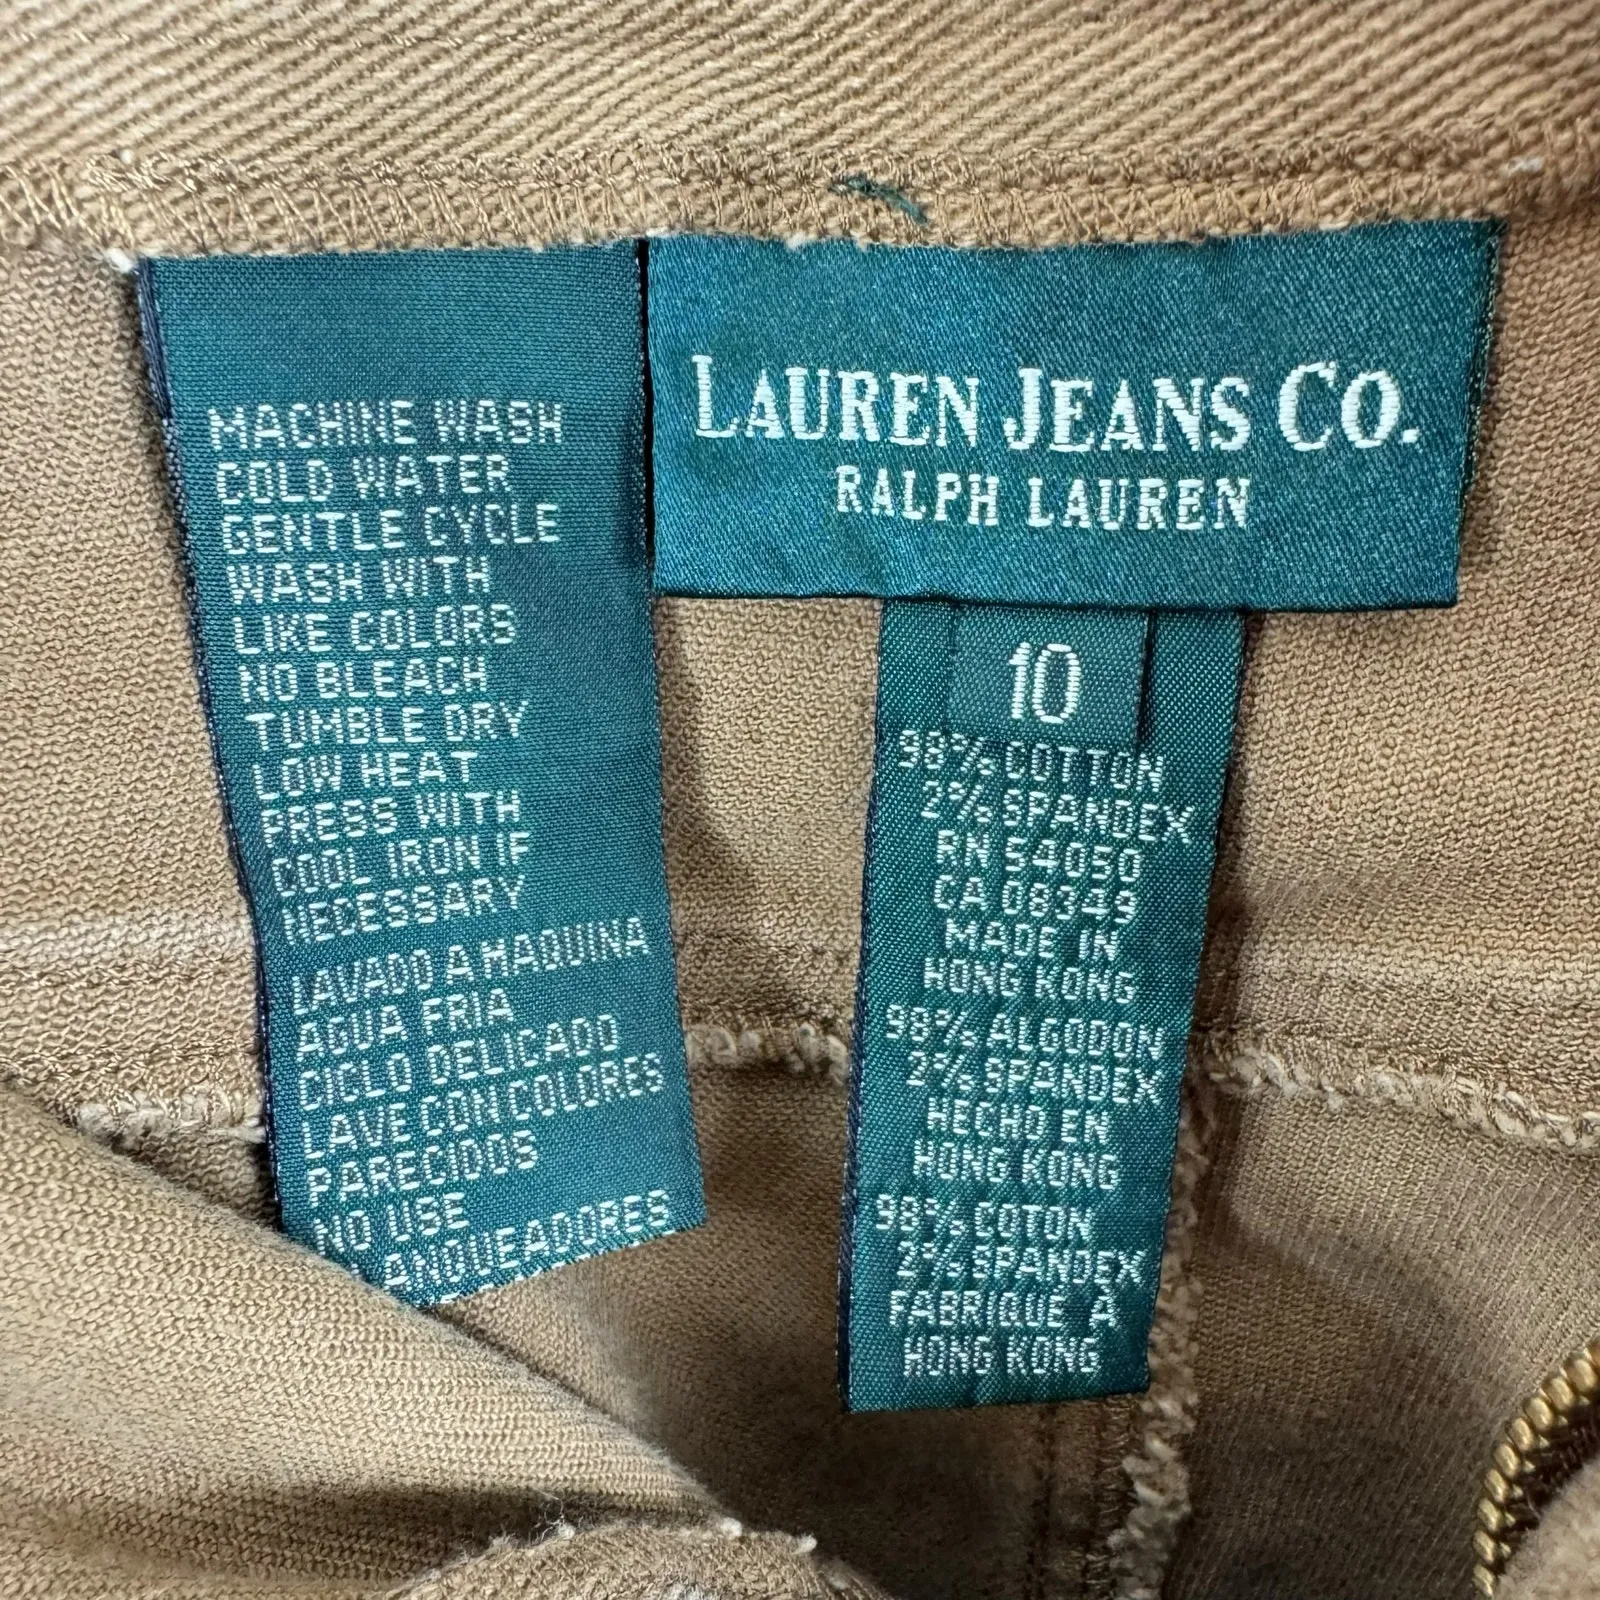 MACHINE WASH
COLD WATER
GENTLE CYCLE
WASH WITH
LIKE COLORS
NO BLEACH
TUMBLE DRY
LOW HEAT
PRESS WITH
COOL IRON IF
NECESSARY
LAVADO A MAQUINA
AGUA FRIA
CICLO DELICADO
LAVE CON COLORES
PARECIDOS
NO USE
LAUREN JEANS CO.
RALPH LAUREN
10
98% COTTON
2% SPANDEX
RN 54050
CA 08349
MADE IN
HONG KONG
98% ALGODON
2% SPANDEX
HECHO EN
HONG KONG
98% COTON
2% SPANDEX
FABRIQUE A
HONG KONG